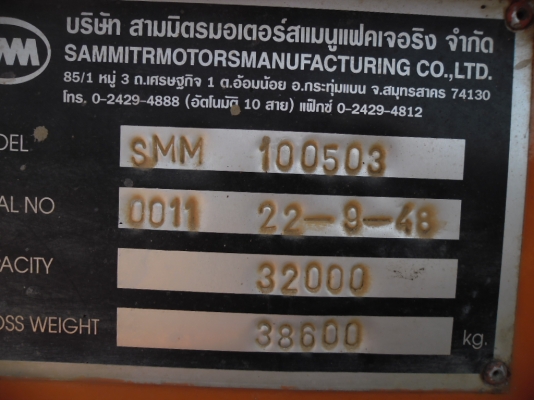 บริษัท สามมิตรมอเตอร์สแมนูแฟคเจอริง จำกัด
SMM SAMMITRMOTORSMANUFACTURING CO.,LTD.
85/1 หมู่ 3 ถ.เศรษฐกิจ 1 ต.อ้อมน้อย อ.กระทุ่มแบน จ.สมุทรสาคร 74130
โทร. 0-2429-4888 (อัตโนมัติ 10 สาย) แฟ๊กซ์ 0-2429-4812
ODEL SMM 100503
AL NO 0011 22-9-48
PACITY 32000
OSS WEIGHT 38600 kg.